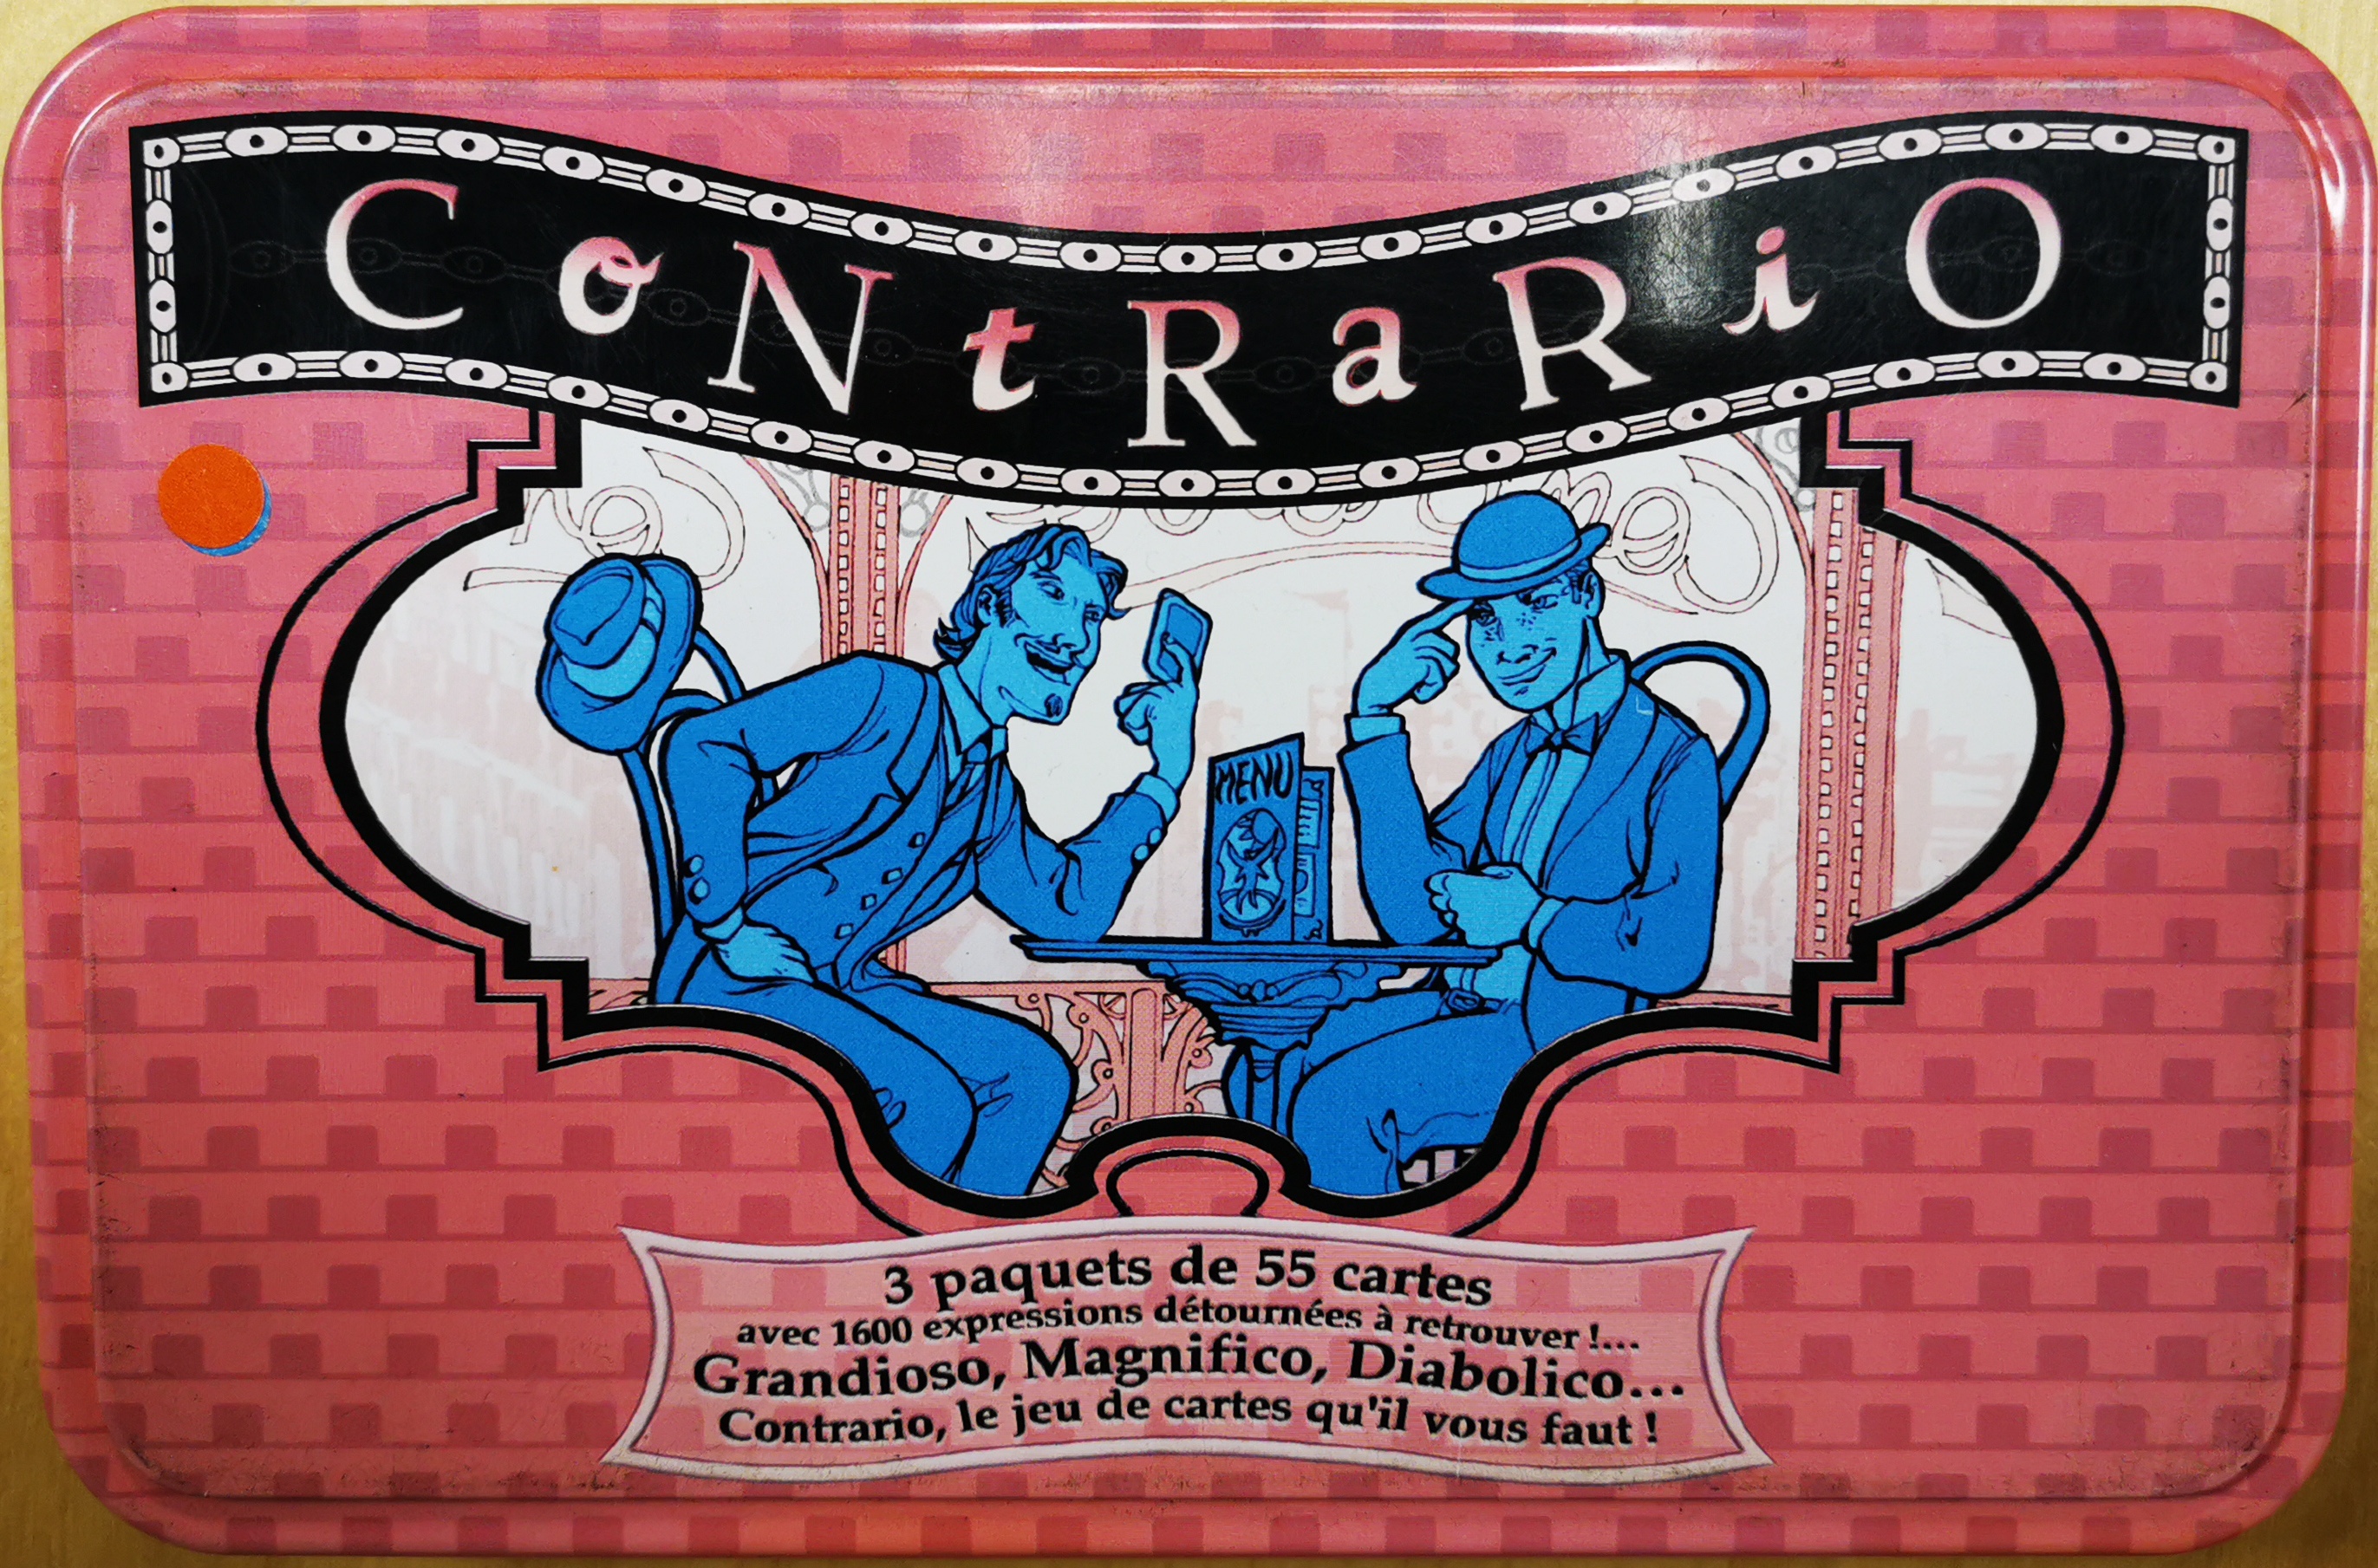 CoNtRaRiO
MENU
3 paquets de 55 cartes
avec 1600 expressions détournées à retrouver !...
Grandioso, Magnifico, Diabolico...
Contrario, le jeu de cartes qu'il vous faut !